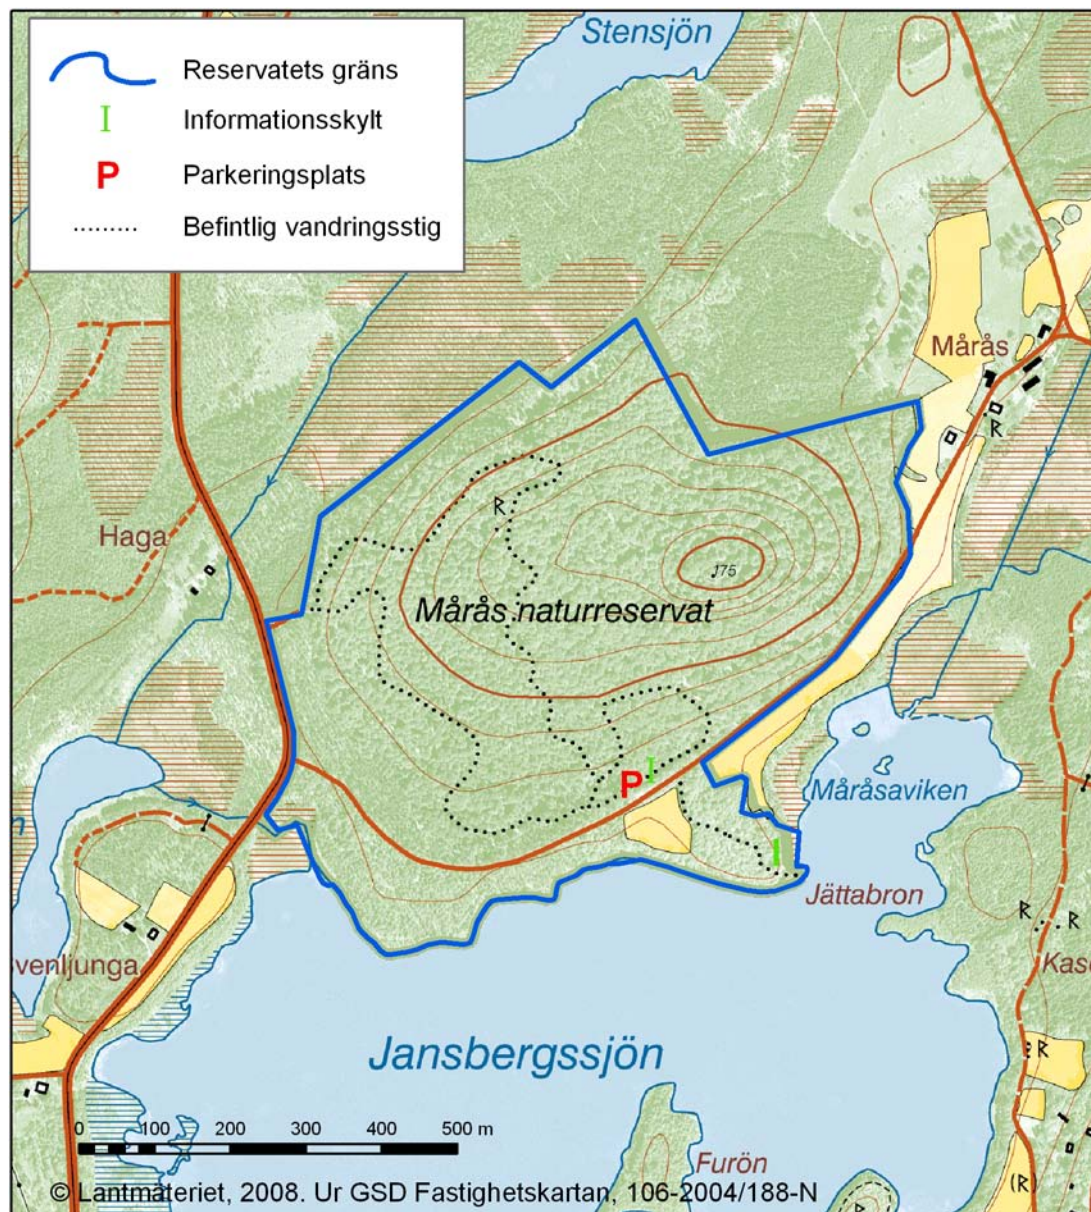 Stensjön
Reservatets gräns
I Informationsskylt
P Parkeringsplats
Befintlig vandringsstig
Mårås
R
Haga
R
175
Mårås naturreservat
P I
Måråsaviken
I
Jättabron
R R
venljunga
Kase
Jansbergssjön
R
0 100 200 300 400 500 m
Furön
(R)
© Lantmäteriet, 2008. Ur GSD Fastighetskartan, 106-2004/188-N